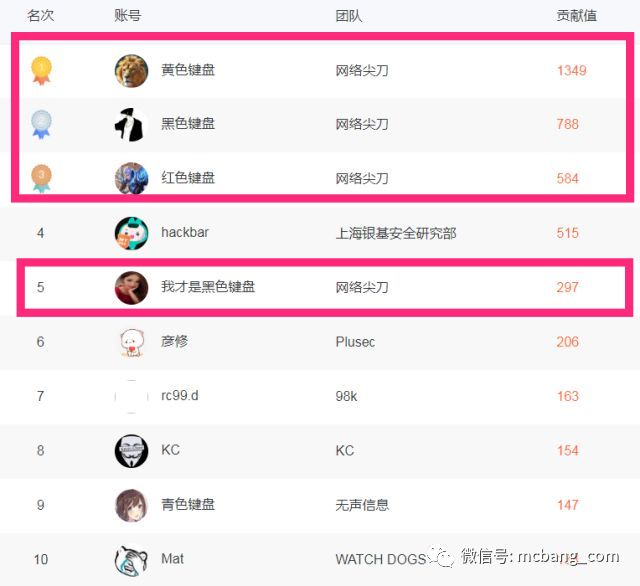 名次 账号 团队 贡献值
1 黄色键盘 网络尖刀 1349
2 黑色键盘 网络尖刀 788
3 红色键盘 网络尖刀 584
4 hackbar 上海银基安全研究部 515
5 我才是黑色键盘 网络尖刀 297
6 彦修 Plusec 206
7 rc99.d 98k 163
8 KC KC 154
9 青色键盘 无声信息 147
10 Mat WATCH DOGS
微信号: mcbang_com